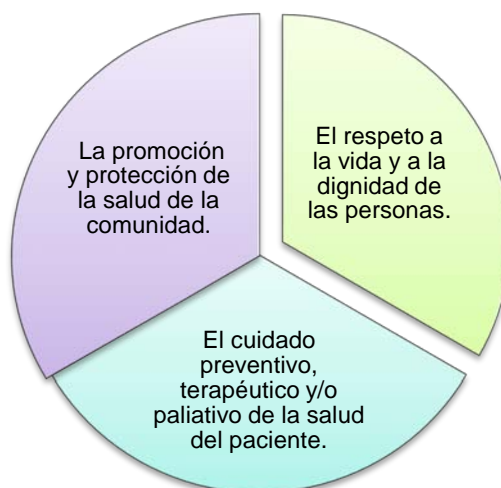 El respeto a
la vida y a la
dignidad de
las personas.
El cuidado
preventivo,
terapéutico y/o
paliativo de la salud
del paciente.
La promoción
y protección de
la salud de la
comunidad.